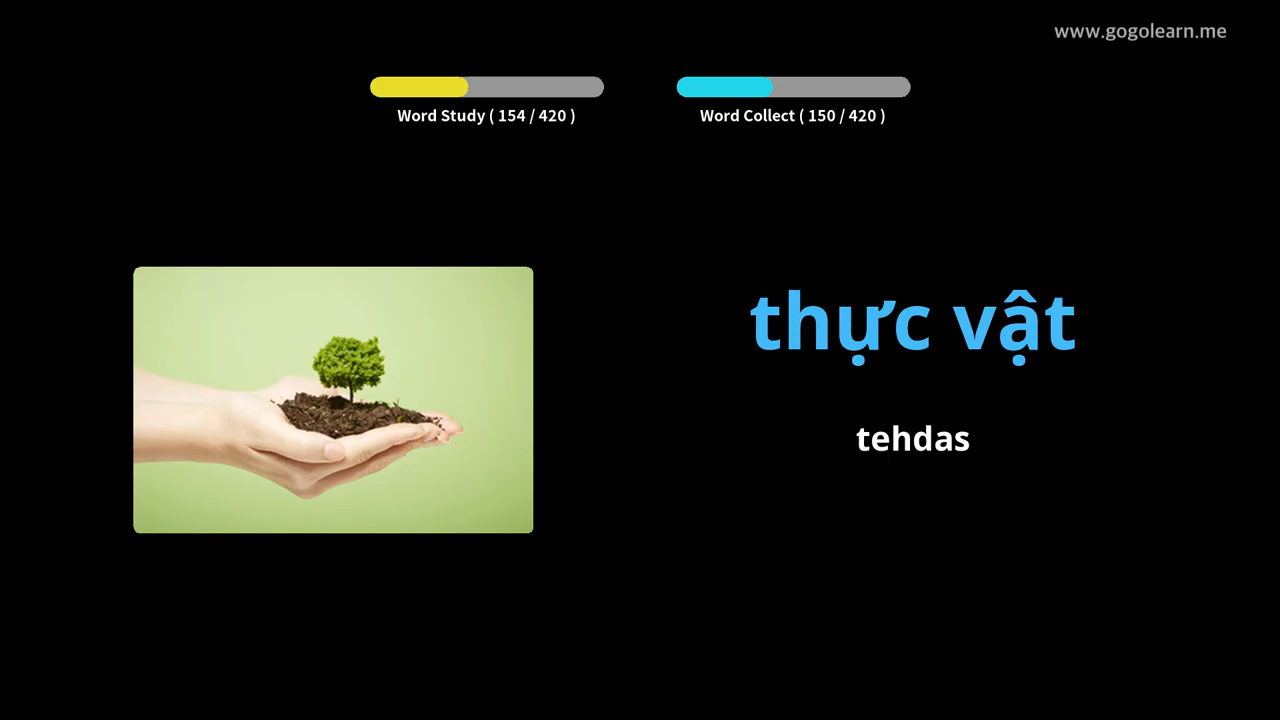 www.gogolearn.me
Word Study ( 154 / 420 )
Word Collect ( 150 / 420 )
thực vật
tehdas